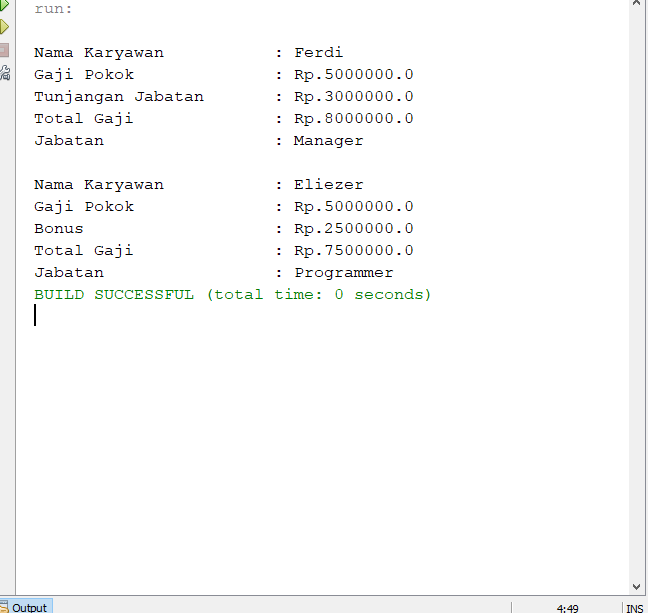 run:
Nama Karyawan : Ferdi
Gaji Pokok : Rp.5000000.0
Tunjangan Jabatan : Rp.3000000.0
Total Gaji : Rp.8000000.0
Jabatan : Manager
Nama Karyawan : Eliezer
Gaji Pokok : Rp.5000000.0
Bonus : Rp.2500000.0
Total Gaji : Rp.7500000.0
Jabatan : Programmer
BUILD SUCCESSFUL (total time: 0 seconds)
Output 4:49 INS